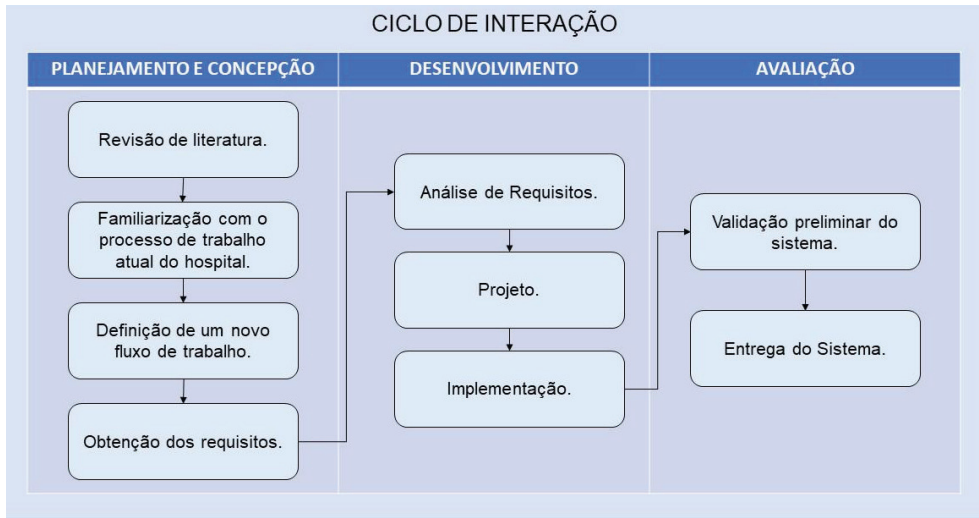 CICLO DE INTERAÇÃO
PLANEJAMENTO E CONCEPÇÃO
DESENVOLVIMENTO
AVALIAÇÃO
Revisão de literatura.
Familiarização com o
processo de trabalho
atual do hospital.
Definição de um novo
fluxo de trabalho.
Obtenção dos requisitos.
Análise de Requisitos.
Projeto.
Implementação.
Validação preliminar do
sistema.
Entrega do Sistema.